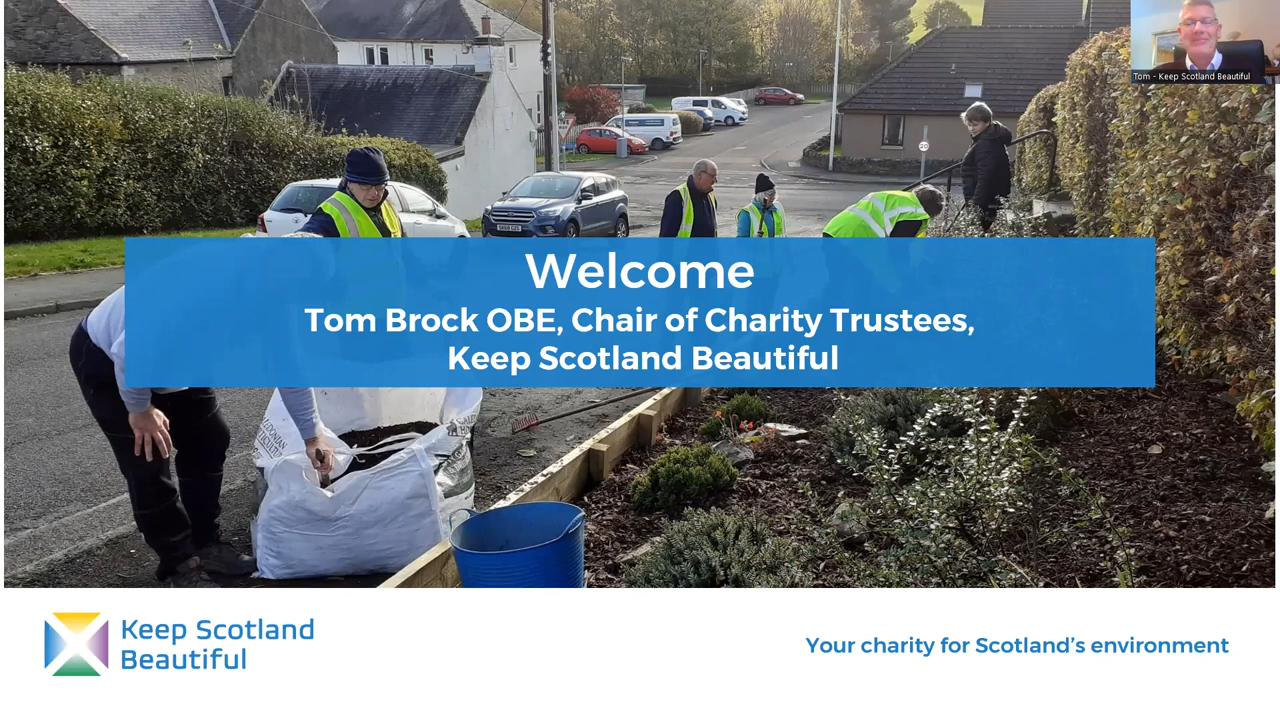 Tom - Keep Scotland Beautiful
20
Welcome
Tom Brock OBE, Chair of Charity Trustees,
Keep Scotland Beautiful
Keep Scotland
Beautiful
Your charity for Scotland's environment